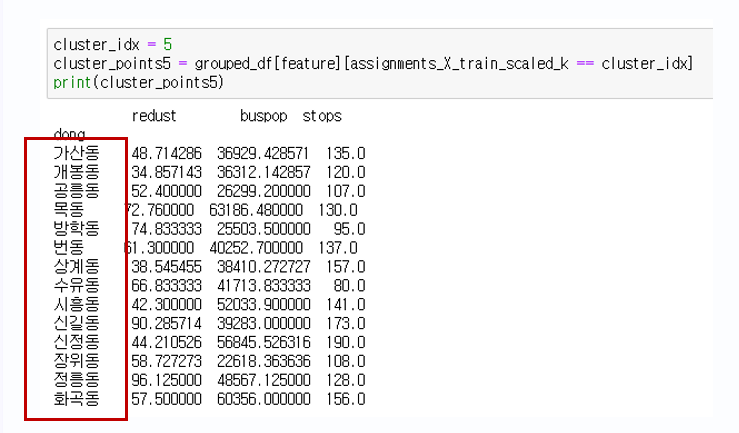 cluster_idx = 5
cluster_points5 = grouped_df[feature][assignments_X_train_scaled_k == cluster_idx]
print(cluster_points5)
redust buspop stops
dong
가산동 48.714286 36929.428571 135.0
개봉동 34.857143 36312.142857 120.0
공릉동 52.400000 26299.200000 107.0
목동 72.760000 63186.480000 130.0
방학동 74.833333 25503.500000 95.0
번동 61.300000 40252.700000 137.0
상계동 38.545455 38410.272727 157.0
수유동 66.833333 41713.833333 80.0
시흥동 42.300000 52033.900000 141.0
신길동 90.285714 39283.000000 173.0
신정동 44.210526 56845.526316 190.0
장위동 58.727273 22618.363636 108.0
정릉동 96.125000 48567.125000 128.0
화곡동 57.500000 60356.000000 156.0